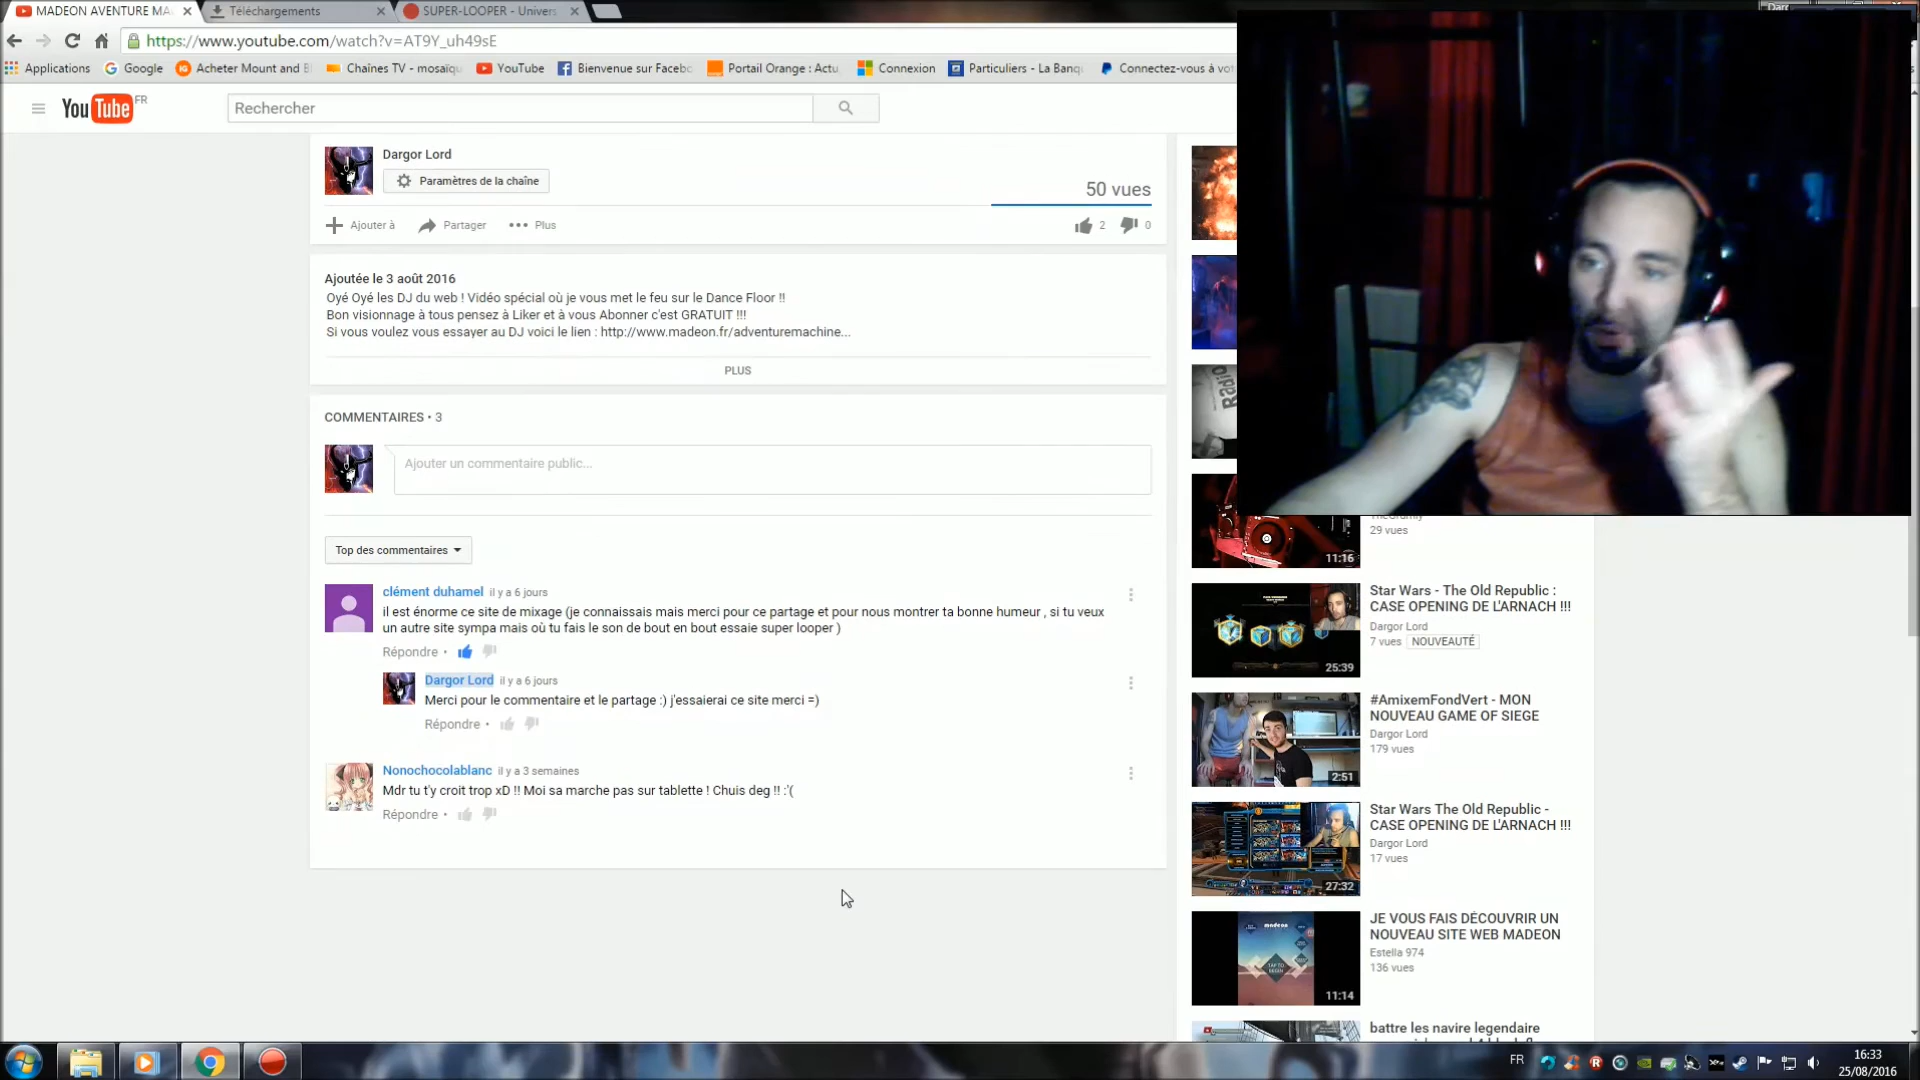 MADEON AVENTURE MA
Téléchargements
SUPER-LOOPER - Univers
https://www.youtube.com/watch?v=AT9Y_uh49sE
Applications
Google
Acheter Mount and B
Chaînes TV - mosaïqu
YouTube
Bienvenue sur Facebo
Portail Orange : Actu
Connexion
Particuliers - La Banq
Connectez-vous à vot
YouTube FR
Rechercher
Dargor Lord
Paramètres de la chaîne
50 vues
Ajouter à
Partager
Plus
2
0
Ajoutée le 3 août 2016
Oyé Oyé les DJ du web ! Vidéo spécial où je vous met le feu sur le Dance Floor !!
Bon visionnage à tous pensez à Liker et à vous Abonner c'est GRATUIT !!!
Si vous voulez vous essayer au DJ voici le lien : http://www.madeon.fr/adventuremachine...
PLUS
COMMENTAIRES • 3
Ajouter un commentaire public...
Top des commentaires
clément duhamel il y a 6 jours
il est énorme ce site de mixage (je connaissais mais merci pour ce partage et pour nous montrer ta bonne humeur , si tu veux
un autre site sympa mais où tu fais le son de bout en bout essaie super looper )
Répondre •
Dargor Lord il y a 6 jours
Merci pour le commentaire et le partage :) j'essaierai ce site merci =)
Répondre •
Nonochocolablanc il y a 3 semaines
Mdr tu t'y croit trop xD !! Moi sa marche pas sur tablette ! Chuis deg !! :'(
Répondre •
29 vues
11:16
Star Wars - The Old Republic :
CASE OPENING DE L'ARNACH !!!
Dargor Lord
7 vues NOUVEAUTÉ
25:39
#AmixemFondVert - MON
NOUVEAU GAME OF SIEGE
Dargor Lord
179 vues
2:51
Star Wars The Old Republic -
CASE OPENING DE L'ARNACH !!!
Dargor Lord
17 vues
27:32
JE VOUS FAIS DÉCOUVRIR UN
NOUVEAU SITE WEB MADEON
Estella 974
136 vues
madeon
TAP TO
BEGIN
11:14
battre les navire legendaire
FR
16:33
25/08/2016